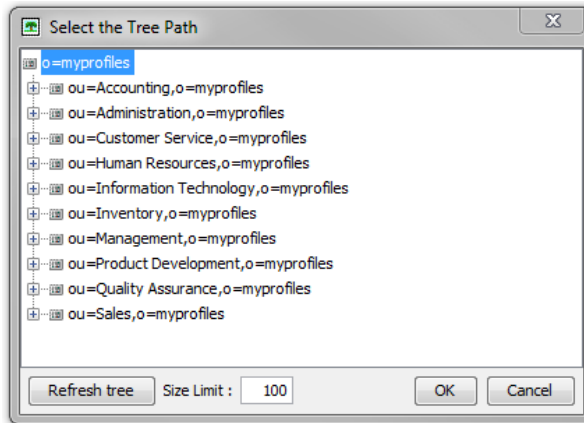 Select the Tree Path
o=myprofiles
ou=Accounting,o=myprofiles
ou=Administration,o=myprofiles
ou=Customer Service,o=myprofiles
ou=Human Resources,o=myprofiles
ou=Information Technology,o=myprofiles
ou=Inventory,o=myprofiles
ou=Management,o=myprofiles
ou=Product Development,o=myprofiles
ou=Quality Assurance,o=myprofiles
ou=Sales,o=myprofiles
Refresh tree Size Limit : 100 OK Cancel